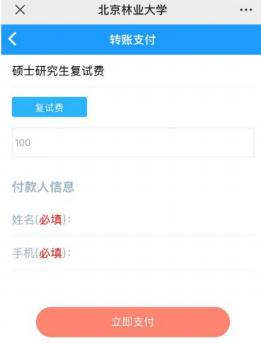 北京林业大学
转账支付
硕士研究生复试费
复试费
100
付款人信息
姓名(必填):
手机(必填):
立即支付